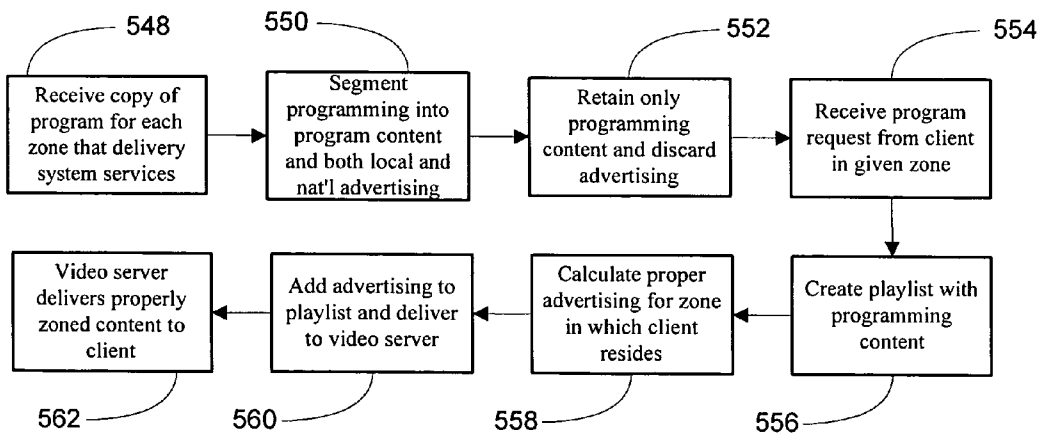 548
550
552
554
Receive copy of
program for each
zone that delivery
system services
Segment
programming into
program content
and both local and
nat'l advertising
Retain only
programming
content and discard
advertising
Receive program
request from client
in given zone
Video server
delivers properly
zoned content to
client
Add advertising to
playlist and deliver
to video server
Calculate proper
advertising for zone
in which client
resides
Create playlist with
programming
content
562
560
558
556